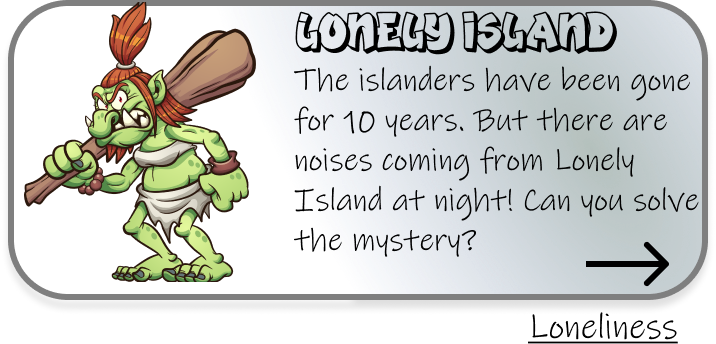 LONELY ISLAND
The islanders have been gone
for 10 years. But there are
noises coming from Lonely
Island at night! Can you solve
the mystery?
Loneliness